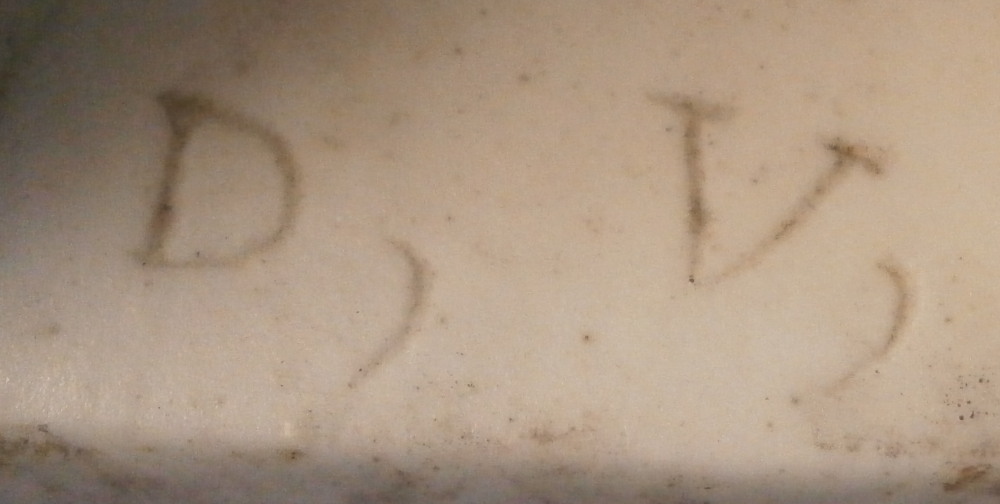 D, V,